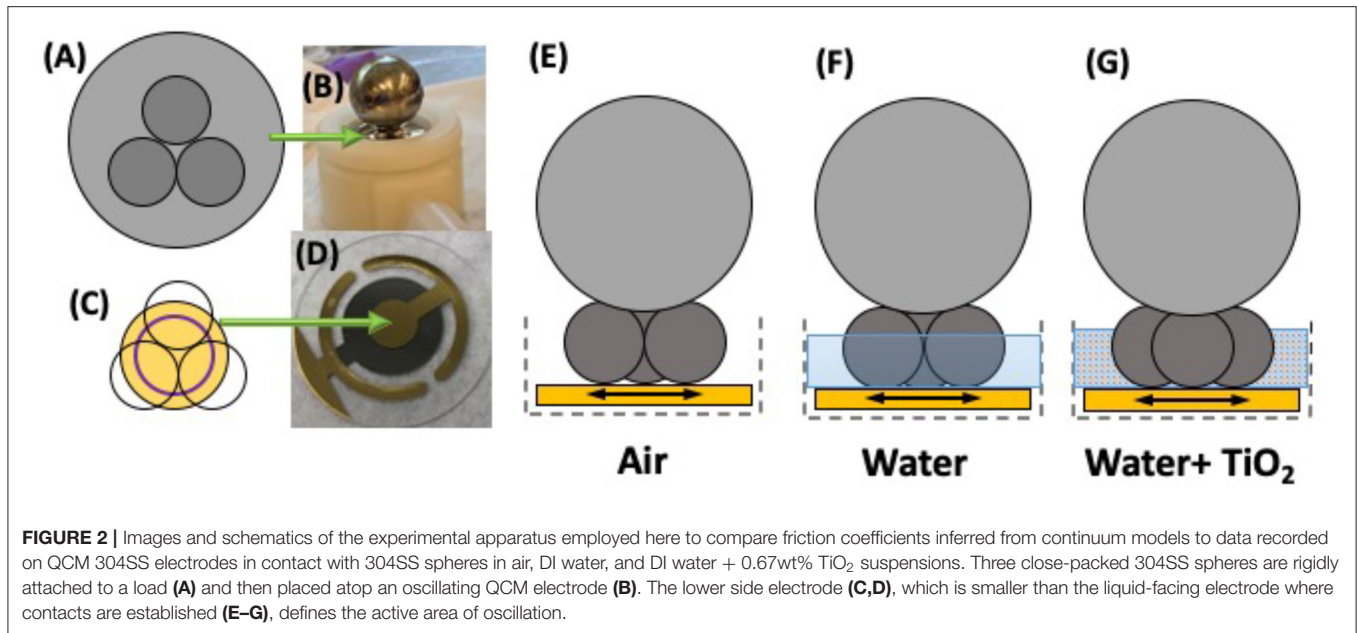 (A)
(B)
(C)
(D)
(E)
(F)
(G)
Air
Water
Water+ TiO₂
FIGURE 2 | Images and schematics of the experimental apparatus employed here to compare friction coefficients inferred from continuum models to data recorded
on QCM 304SS electrodes in contact with 304SS spheres in air, DI water, and DI water + 0.67wt% TiO₂ suspensions. Three close-packed 304SS spheres are rigidly
attached to a load (A) and then placed atop an oscillating QCM electrode (B). The lower side electrode (C,D), which is smaller than the liquid-facing electrode where
contacts are established (E–G), defines the active area of oscillation.